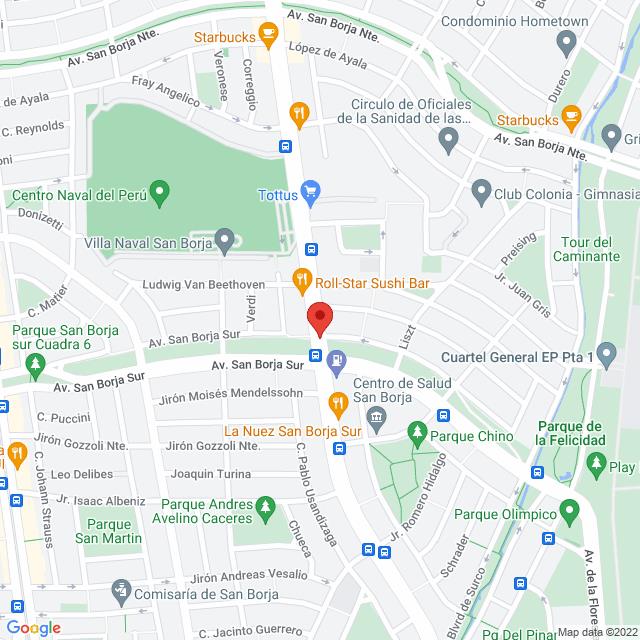 Av. San Borja Nte.
Condominio Hometown
Starbucks
Av. San Borja Nte.
López de Ayala
Veronese
Correggio
Durero
Fray Angelico
de Ayala
Circulo de Oficiales
de la Sanidad de las...
Starbucks
C. Reynolds
Av. San Borja Nte.
Gri
oni
Centro Naval del Perú
Tottus
Club Colonia - Gimnasia
Donizetti
Villa Naval San Borja
Preising
Tour del
Caminante
C. Matier
Ludwig Van Beethoven
Roll-Star Sushi Bar
Jr. Juan Gris
Verdi
Parque San Borja
sur Cuadra 6
Av. San Borja Sur
Liszt
Av. San Borja Sur
Cuartel General EP Pta 1
Av. San Borja Sur
Centro de Salud
San Borja
Jirón Moisés Mendelssohn
C. Puccini
La Nuez San Borja Sur
Parque de
la Felicidad
Jirón Gozzoli Nte.
Jirón Gozzoli Nte.
Parque Chino
Leo Delibes
Joaquin Turina
Play
C. Johann Strauss
C. Pablo Usandizaga
Jr. Romero Hidalgo
Jr. Isaac Albeniz
Parque Andres
Avelino Caceres
Parque Olímpico
Parque
San Martin
Chueca
Schrader
Jirón Andreas Vesalio
Blvrd de Surco
Av. de la Flore
Comisaría de San Borja
C. Jacinto Guerrero
Pq Del Pinar
Google
Map data ©2022